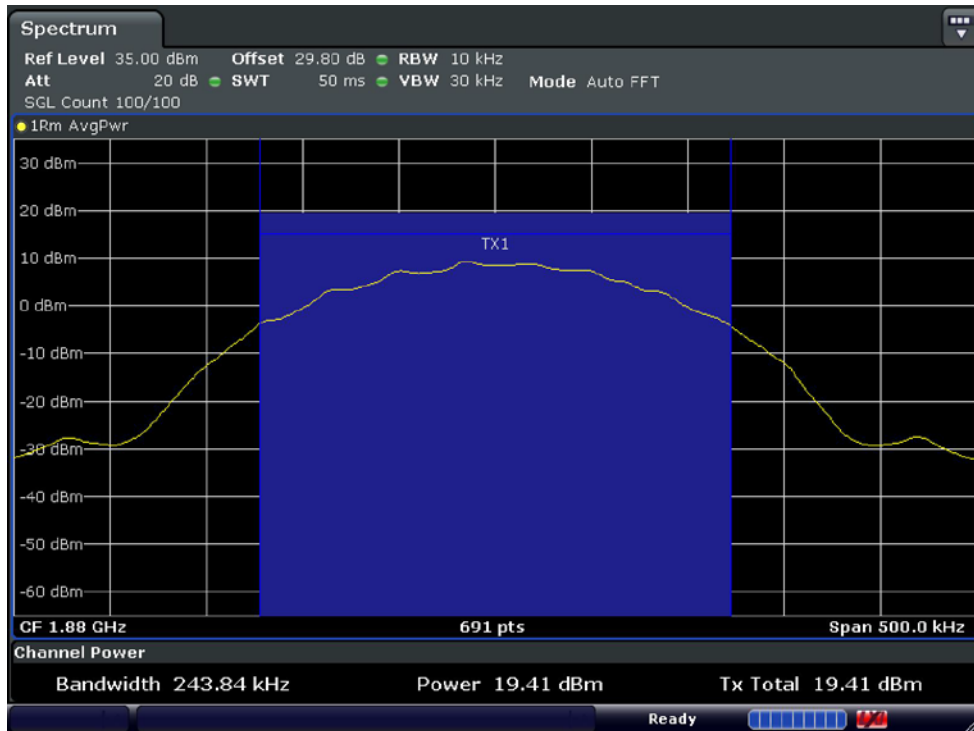 Spectrum
Ref Level 35.00 dBm Offset 29.80 dB RBW 10 kHz
Att 20 dB SWT 50 ms VBW 30 kHz Mode Auto FFT
SGL Count 100/100
1Rm AvgPwr
30 dBm
20 dBm
TX1
10 dBm
0 dBm
-10 dBm
-20 dBm
-30 dBm
-40 dBm
-50 dBm
-60 dBm
CF 1.88 GHz 691 pts Span 500.0 kHz
Channel Power
Bandwidth 243.84 kHz Power 19.41 dBm Tx Total 19.41 dBm
Ready